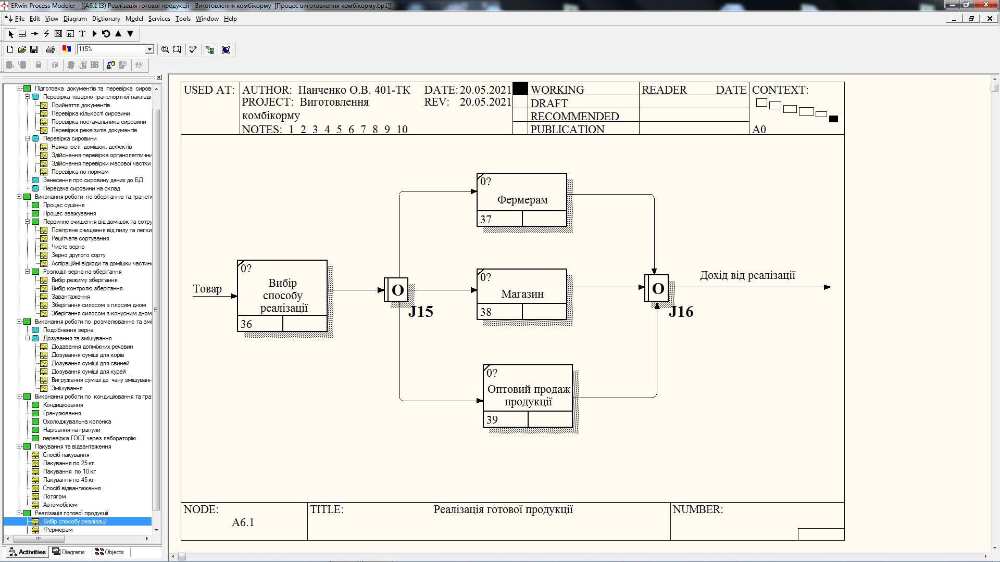 ERwin Process Modeler - [(A6.1 I3) Реалізація готової продукції - Виготовлення комбікорму [Процес виготовлення комбікорму.bp1]]
File Edit View Diagram Dictionary Model Services Tools Window Help
115%
Підготовка документів та перевірка сиров
Перевірка товарно-транспортної накладн
Прийняття документів
Перевірка кількості сировини
Перевірка постачальника сировини
Перевірка реквізитів документів
Перевірка сировини
Наячвності домішок. дефектів
Здійснення перевірка органолептични
Здійснення перевірки масової частки
Перевірка по нормам
Занесення про сировину даних до БД
Передача сировини на склад
Виконання роботи по зберіганню та трансп
Процес сушіння
Процес зважування
Первинне очищення від домішок та сотру
Повітряне очищення від пилу та легки
Решітчате сортування
Чисте зерно
Зерно другого сорту
Аспіраційні відходи та домішки частин
Розподіл зерна на зберігання
Вибір режиму зберігання
Вибір контролю зберігання
Завантаження
Зберігання силосом з плосим дном
Зберігання силосом з конусним дном
Виконання роботи по розмелюванню та змі
Подрібнення зерна
Дозування та змішування
Додавання допміжних речовин
Дозування суміші для корів
Дозування суміші для свиней
Дозування суміші для курей
Вигруження суміші до чану змішуванн
Змішування
Виконання роботи по кондиціювання та гра
Кондиціювання
Гранулювання
Охолоджувальна колонка
Нарізання на гранули
перевірка ГОСТ через лабораторію
Пакування та відвантаження
Спосіб пакування
Пакування по 25 кг
Пакування по 10 кг
Пакування по 45 кг
Спосіб відвантаження
Потягом
Автомобілем
Реалізація готової продукції
Вибір способу реалізації
Фермерам
Activities Diagrams Objects
USED AT: AUTHOR: Панченко О.В. 401-ТК DATE: 20.05.2021 WORKING READER DATE CONTEXT:
PROJECT: Виготовлення REV: 20.05.2021 DRAFT
комбікорму RECOMMENDED
NOTES: 1 2 3 4 5 6 7 8 9 10 PUBLICATION A0
0?
Фермерам
37
Товар
0?
Вибір
способу
реалізації
36
O
J15
0?
Магазин
38
O
J16
Дохід від реалізації
0?
Оптовий продаж
продукції
39
NODE: TITLE: Реалізація готової продукції NUMBER:
A6.1